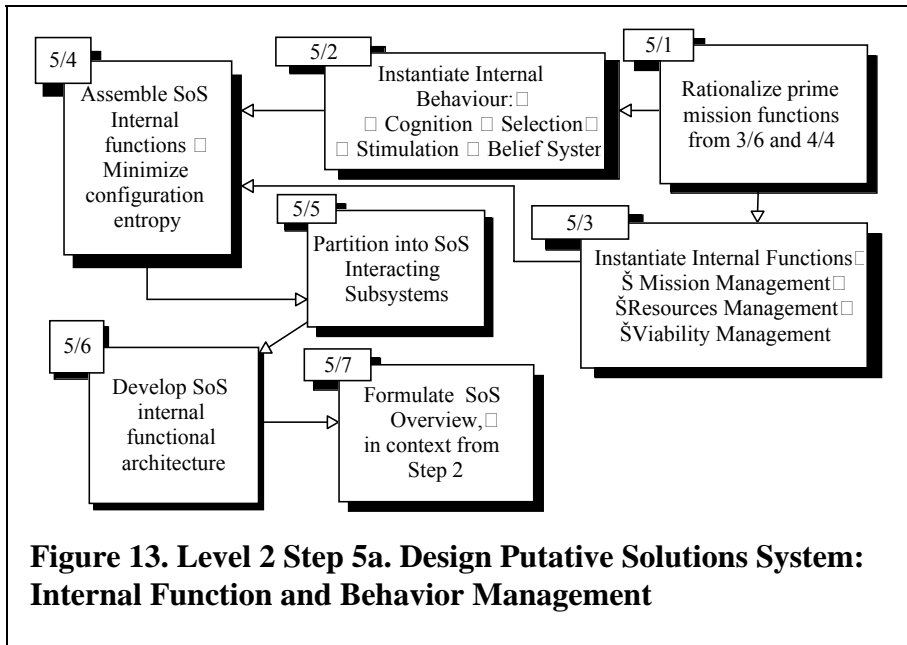 5/4
Assemble SoS
Internal
functions □
Minimize
configuration
entropy
5/2
Instantiate Internal
Behaviour:□
□ Cognition □ Selection□
□ Stimulation □ Belief System
5/1
Rationalize prime
mission functions
from 3/6 and 4/4
5/5
Partition into SoS
Interacting
Subsystems
5/3
Instantiate Internal Functions□
Š Mission Management□
ŠResources Management□
ŠViability Management
5/6
Develop SoS
internal
functional
architecture
5/7
Formulate SoS
Overview,□
in context from
Step 2
Figure 13. Level 2 Step 5a. Design Putative Solutions System:
Internal Function and Behavior Management